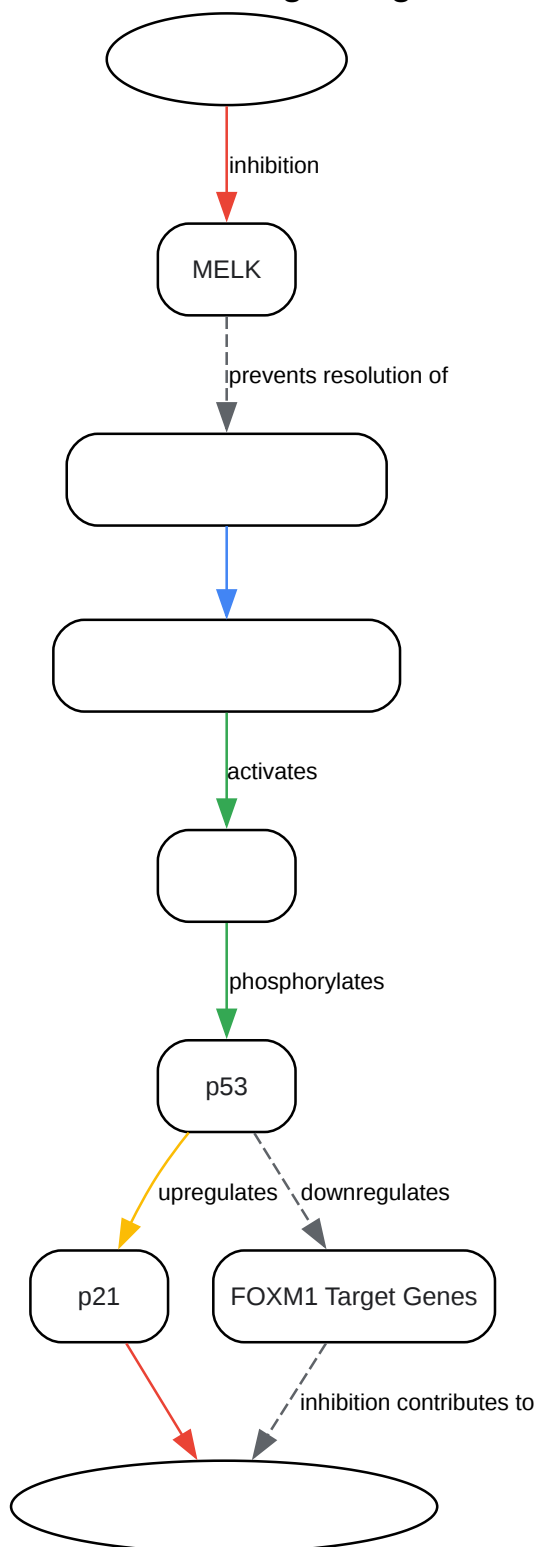 inhibition
MELK
prevents resolution of
activates
phosphorylates
p53
upregulates
downregulates
p21
FOXM1 Target Genes
inhibition contributes to